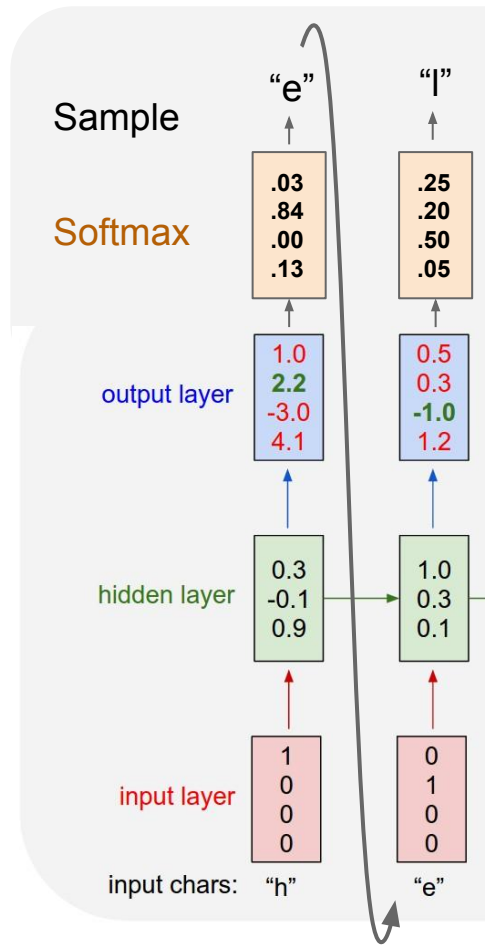 “e” “l”
Sample
.03 .25
.84 .20
Softmax
.00 .50
.13 .05
1.0 0.5
2.2 0.3
output layer
-3.0 -1.0
4.1 1.2
0.3 1.0
hidden layer -0.1 0.3
0.9 0.1
1 0
0 1
input layer
0 0
0 0
input chars: “h” “e”